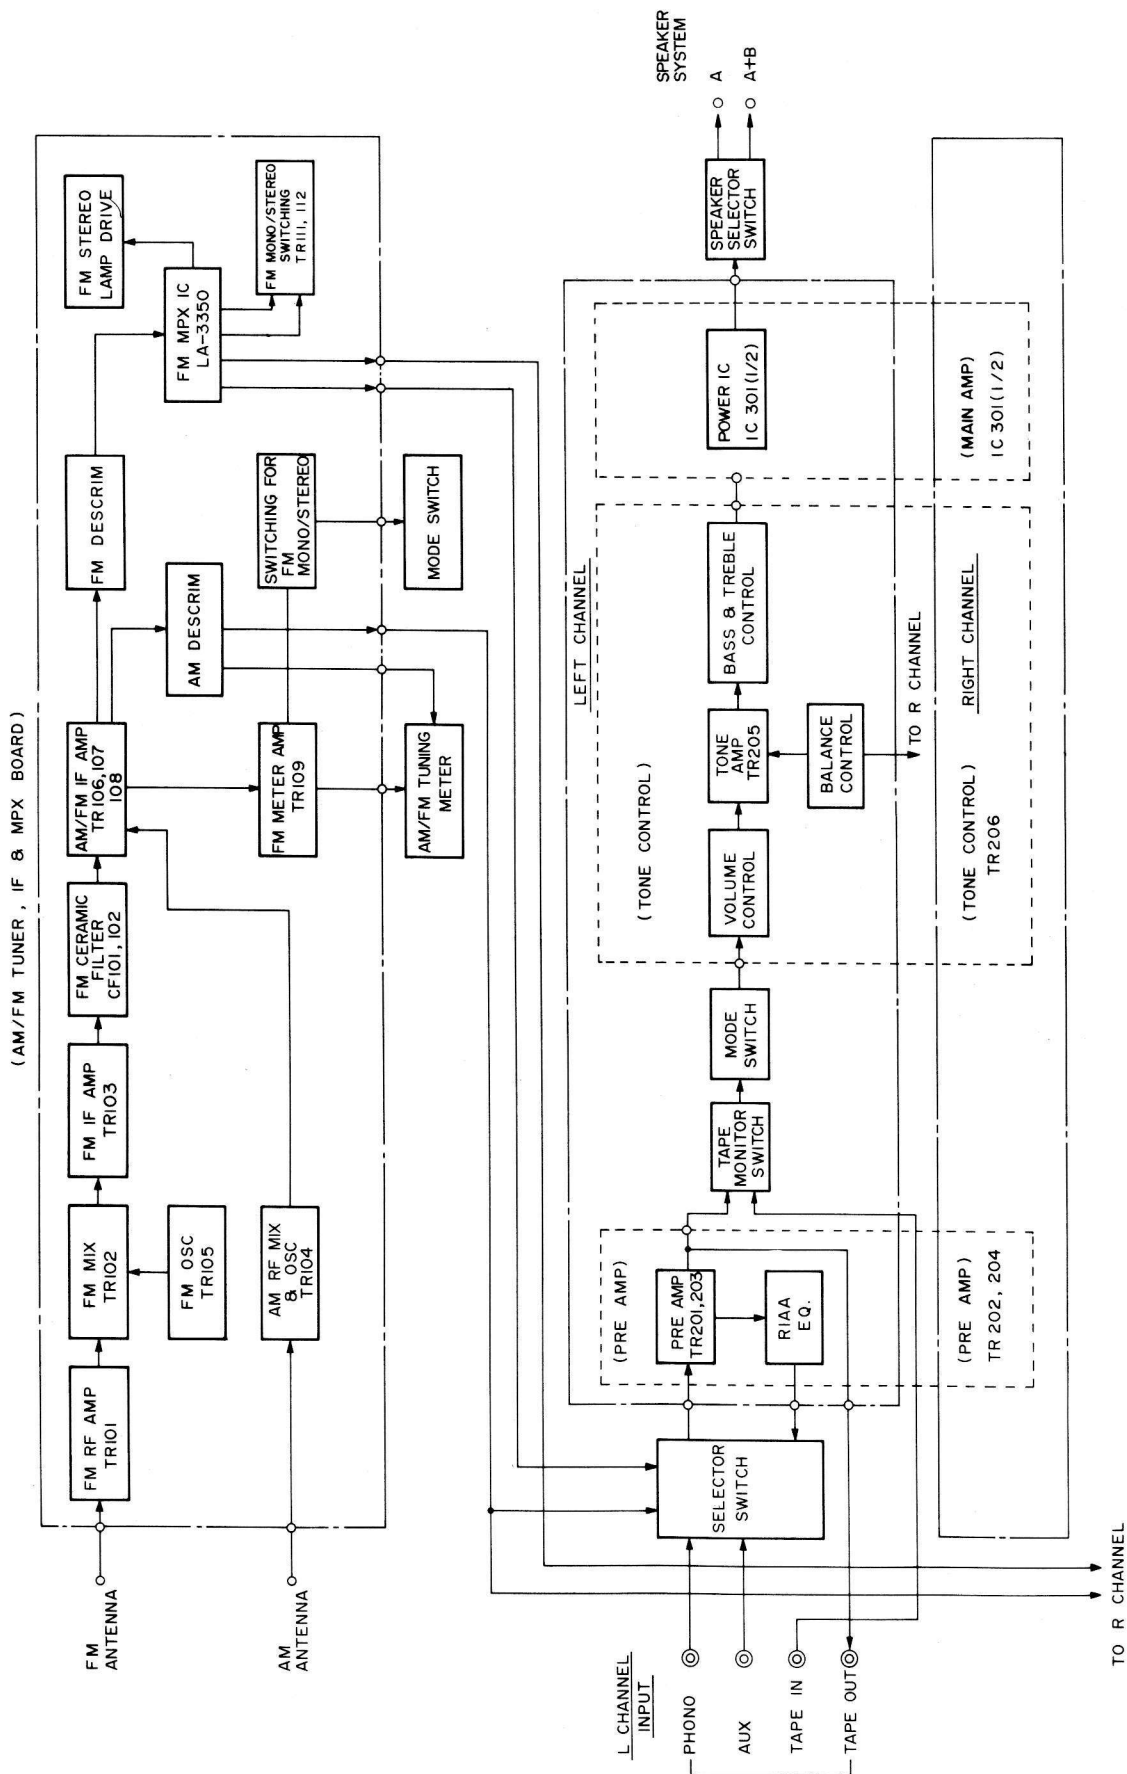 (AM/FM TUNER, IF & MPX BOARD)
FM
ANTENNA
FM RF AMP
TR101
FM MIX
TR102
FM OSC
TR105
FM IF AMP
TR103
FM CERAMIC
FILTER
CF101, 102
AM/FM IF AMP
TR106, 107
108
FM DESCRIM
FM MPX IC
LA-3350
FM STEREO
LAMP DRIVE
FM MONO/STEREO
SWITCHING
TR111, 112
AM
ANTENNA
AM RF MIX
& OSC
TR104
AM DESCRIM
FM METER AMP
TR109
SWITCHING FOR
FM
MONO/STEREO
AM/FM TUNING
METER
MODE SWITCH
L CHANNEL
INPUT
PHONO
AUX
TAPE IN
TAPE OUT
SELECTOR
SWITCH
(PRE AMP)
PRE AMP
TR201, 203
RIAA
EQ.
TAPE
MONITOR
SWITCH
MODE
SWITCH
LEFT CHANNEL
(TONE CONTROL)
VOLUME
CONTROL
TONE
AMP
TR205
BASS & TREBLE
CONTROL
BALANCE
CONTROL
TO R CHANNEL
POWER IC
IC 301(1/2)
SPEAKER
SELECTOR
SWITCH
SPEAKER
SYSTEM
A
A+B
(PRE AMP)
TR 202, 204
(TONE CONTROL)
TR206
RIGHT CHANNEL
(MAIN AMP)
IC 301(1/2)
TO R CHANNEL